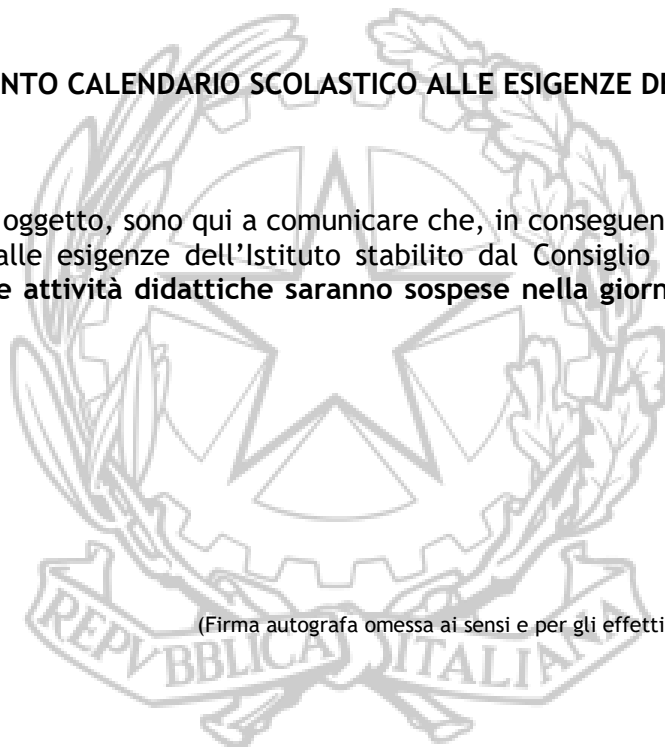 NTO CALENDARIO SCOLASTICO ALLE ESIGENZE DI
oggetto, sono qui a comunicare che, in conseguen
alle esigenze dell’Istituto stabilito dal Consiglio
e attività didattiche saranno sospese nella giorn
(Firma autografa omessa ai sensi e per gli effetti
REPVBBLICA ITALIANA